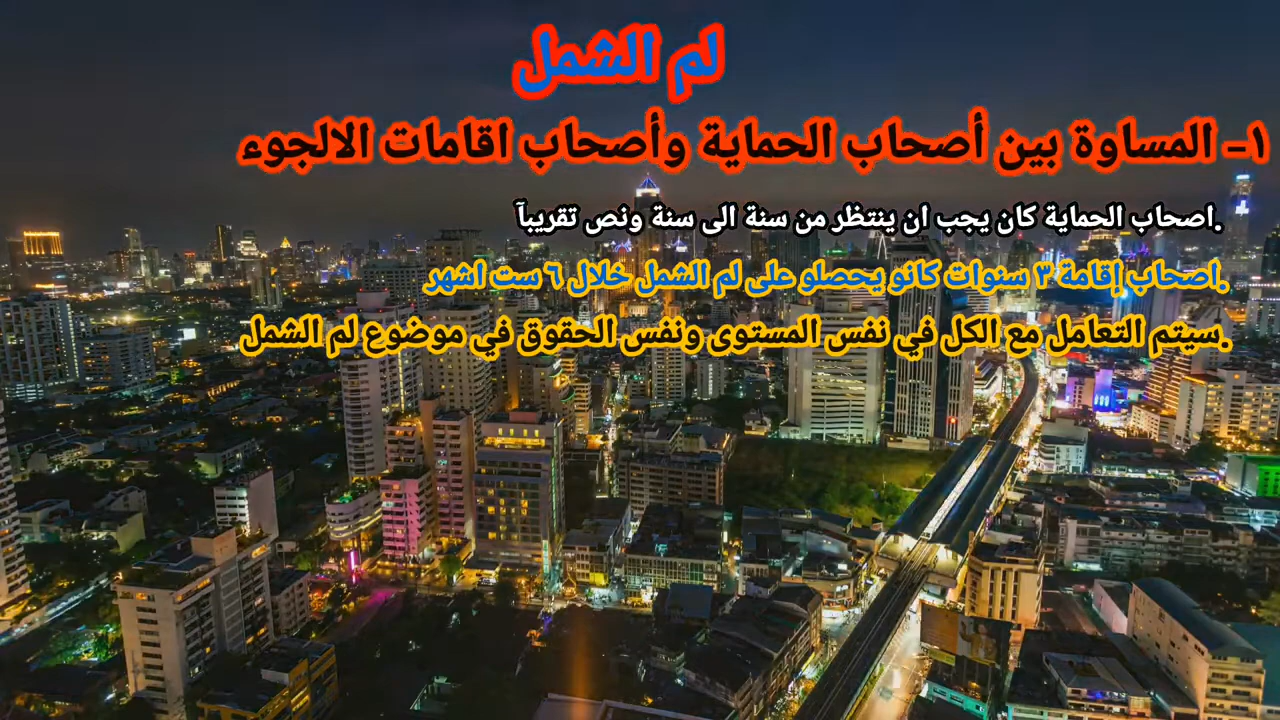 لم الشمل
١- المساوة بين أصحاب الحماية وأصحاب اقامات الالجوء
.اصحاب الحماية كان يجب ان ينتظر من سنة الى سنة ونص تقريبآ
.اصحاب إقامة ٣ سنوات كانو يحصلو على لم الشمل خلال ٦ ست اشهر
.سيتم التعامل مع الكل في نفس المستوى ونفس الحقوق في موضوع لم الشمل